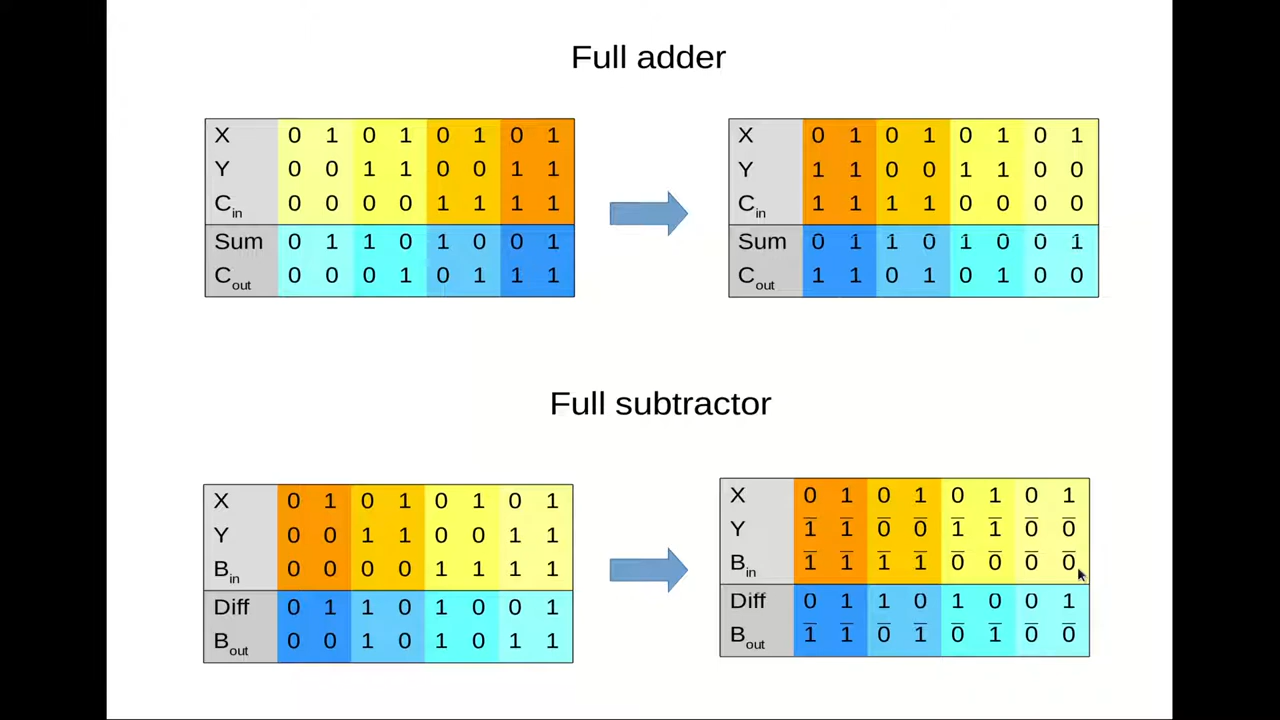 Full adder
X 0 1 0 1 0 1 0 1
Y 0 0 1 1 0 0 1 1
Cin 0 0 0 0 1 1 1 1
Sum 0 1 1 0 1 0 0 1
Cout 0 0 0 1 0 1 1 1
X 0 1 0 1 0 1 0 1
Y 1 1 0 0 1 1 0 0
Cin 1 1 1 1 0 0 0 0
Sum 0 1 1 0 1 0 0 1
Cout 1 1 0 1 0 1 0 0
Full subtractor
X 0 1 0 1 0 1 0 1
Y 0 0 1 1 0 0 1 1
Bin 0 0 0 0 1 1 1 1
Diff 0 1 1 0 1 0 0 1
Bout 0 0 1 0 1 0 1 1
X 0 1 0 1 0 1 0 1
Y 1̅ 1̅ 0̅ 0̅ 1̅ 1̅ 0̅ 0̅
Bin 1̅ 1̅ 1̅ 1̅ 0̅ 0̅ 0̅ 0̅
Diff 0 1 1 0 1 0 0 1
Bout 1̅ 1̅ 0̅ 1̅ 0̅ 1̅ 0̅ 0̅